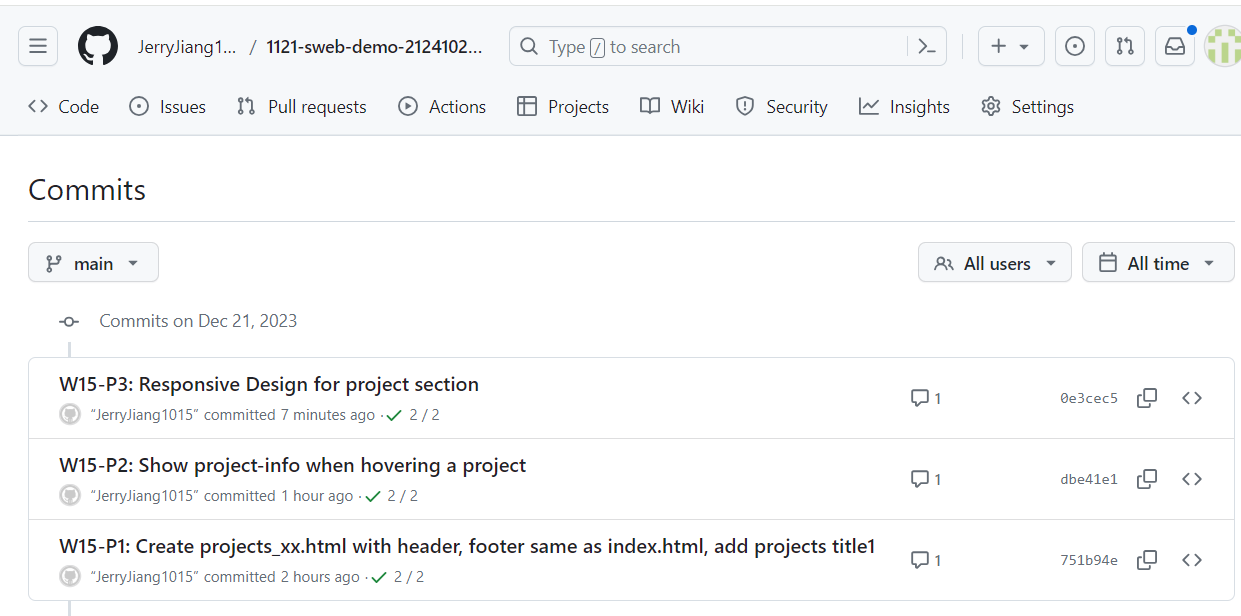 JerryJiang1... / 1121-sweb-demo-2124102... Type / to search
Code Issues Pull requests Actions Projects Wiki Security Insights Settings
Commits
main All users All time
Commits on Dec 21, 2023
W15-P3: Responsive Design for project section
“JerryJiang1015” committed 7 minutes ago · 2 / 2
1 0e3cec5
W15-P2: Show project-info when hovering a project
“JerryJiang1015” committed 1 hour ago · 2 / 2
1 dbe41e1
W15-P1: Create projects_xx.html with header, footer same as index.html, add projects title1
“JerryJiang1015” committed 2 hours ago · 2 / 2
1 751b94e